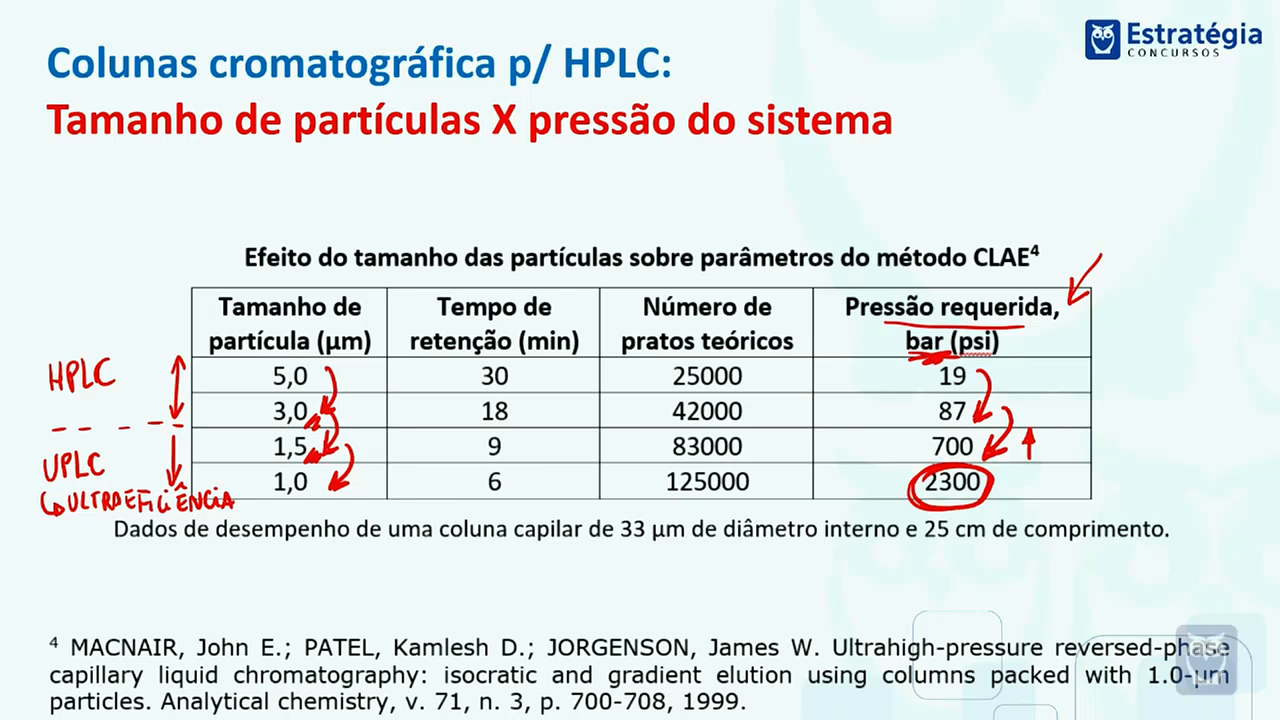 Estratégia
CONCURSOS
Colunas cromatográfica p/ HPLC:
Tamanho de partículas X pressão do sistema
Efeito do tamanho das partículas sobre parâmetros do método CLAE⁴
Tamanho de partícula (µm) Tempo de retenção (min) Número de pratos teóricos Pressão requerida, bar (psi)
5,0 30 25000 19
3,0 18 42000 87
1,5 9 83000 700
1,0 6 125000 2300
HPLC
UPLC
ULTRAEFICIÊNCIA
Dados de desempenho de uma coluna capilar de 33 µm de diâmetro interno e 25 cm de comprimento.
⁴ MACNAIR, John E.; PATEL, Kamlesh D.; JORGENSON, James W. Ultrahigh-pressure reversed-phase
capillary liquid chromatography: isocratic and gradient elution using columns packed with 1.0-µm
particles. Analytical chemistry, v. 71, n. 3, p. 700-708, 1999.